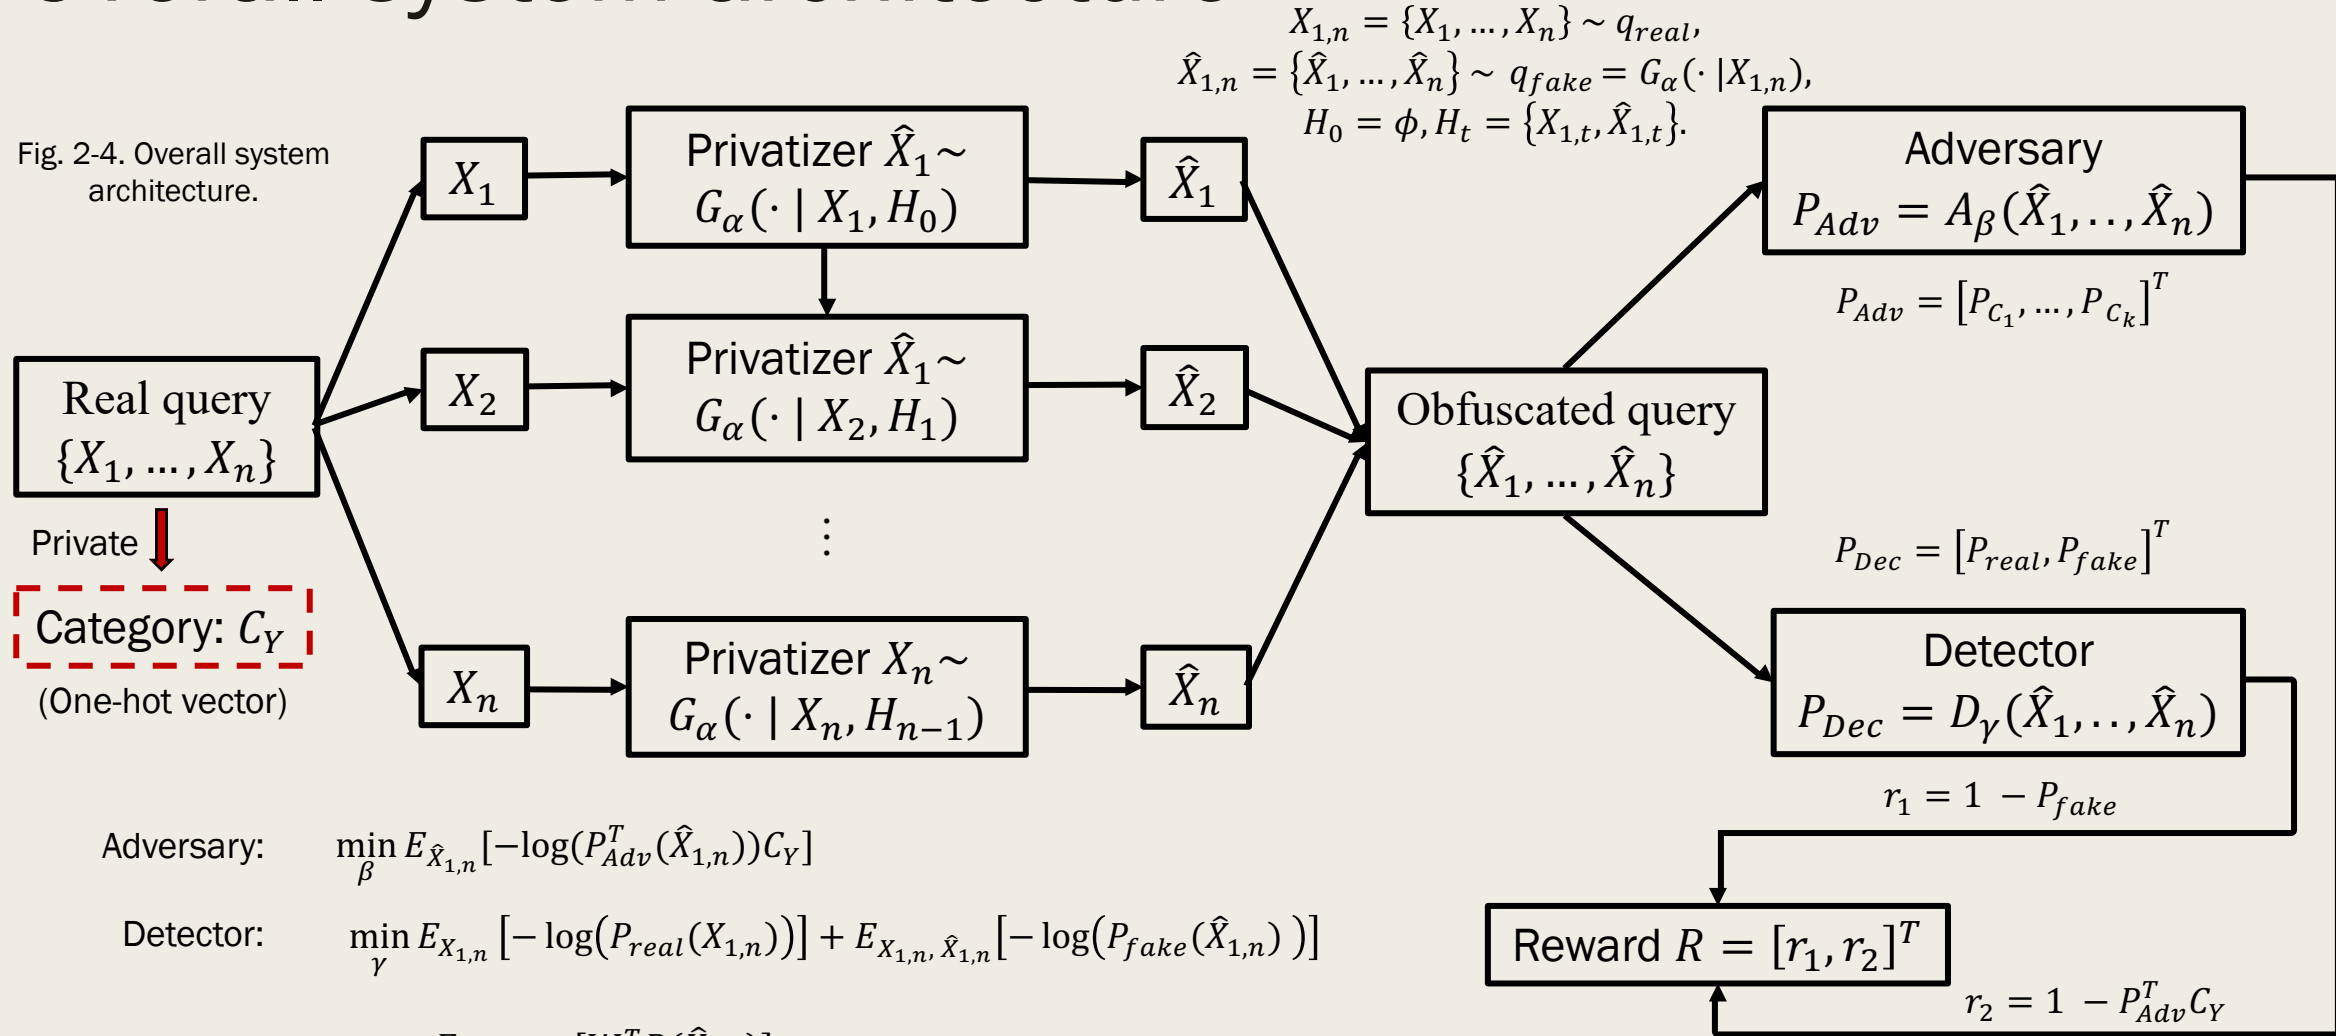 Overall system architecture
X_{1,n} = {X_1, … , X_n} ~ q_{real},
X̂_{1,n} = {X̂_1, … , X̂_n} ~ q_{fake} = G_α(· |X_{1,n}),
H_0 = ϕ, H_t = {X_{1,t}, X̂_{1,t}}.
Fig. 2-4. Overall system
architecture.
X_1
Privatizer X̂_1~
G_α(· | X_1, H_0)
X̂_1
Adversary
P_{Adv} = A_β(X̂_1, . . , X̂_n)
P_{Adv} = [P_{C_1}, … , P_{C_k}]^T
Real query
{X_1, … , X_n}
X_2
Privatizer X̂_1~
G_α(· | X_2, H_1)
X̂_2
Obfuscated query
{X̂_1, … , X̂_n}
Private
⋮
P_{Dec} = [P_{real}, P_{fake}]^T
Category: C_Y
(One-hot vector)
X_n
Privatizer X_n~
G_α(· | X_n, H_{n−1})
X̂_n
Detector
P_{Dec} = D_γ(X̂_1, . . , X̂_n)
r_1 = 1 − P_{fake}
Adversary: min_β E_{X̂_{1,n}}[−log(P_{Adv}^T(X̂_{1,n}))C_Y]
Detector: min_γ E_{X_{1,n}} [− log(P_{real}(X_{1,n}))] + E_{X_{1,n}, X̂_{1,n}}[− log(P_{fake}(X̂_{1,n}) )]
Reward R = [r_1, r_2]^T
r_2 = 1 − P_{Adv}^T C_Y